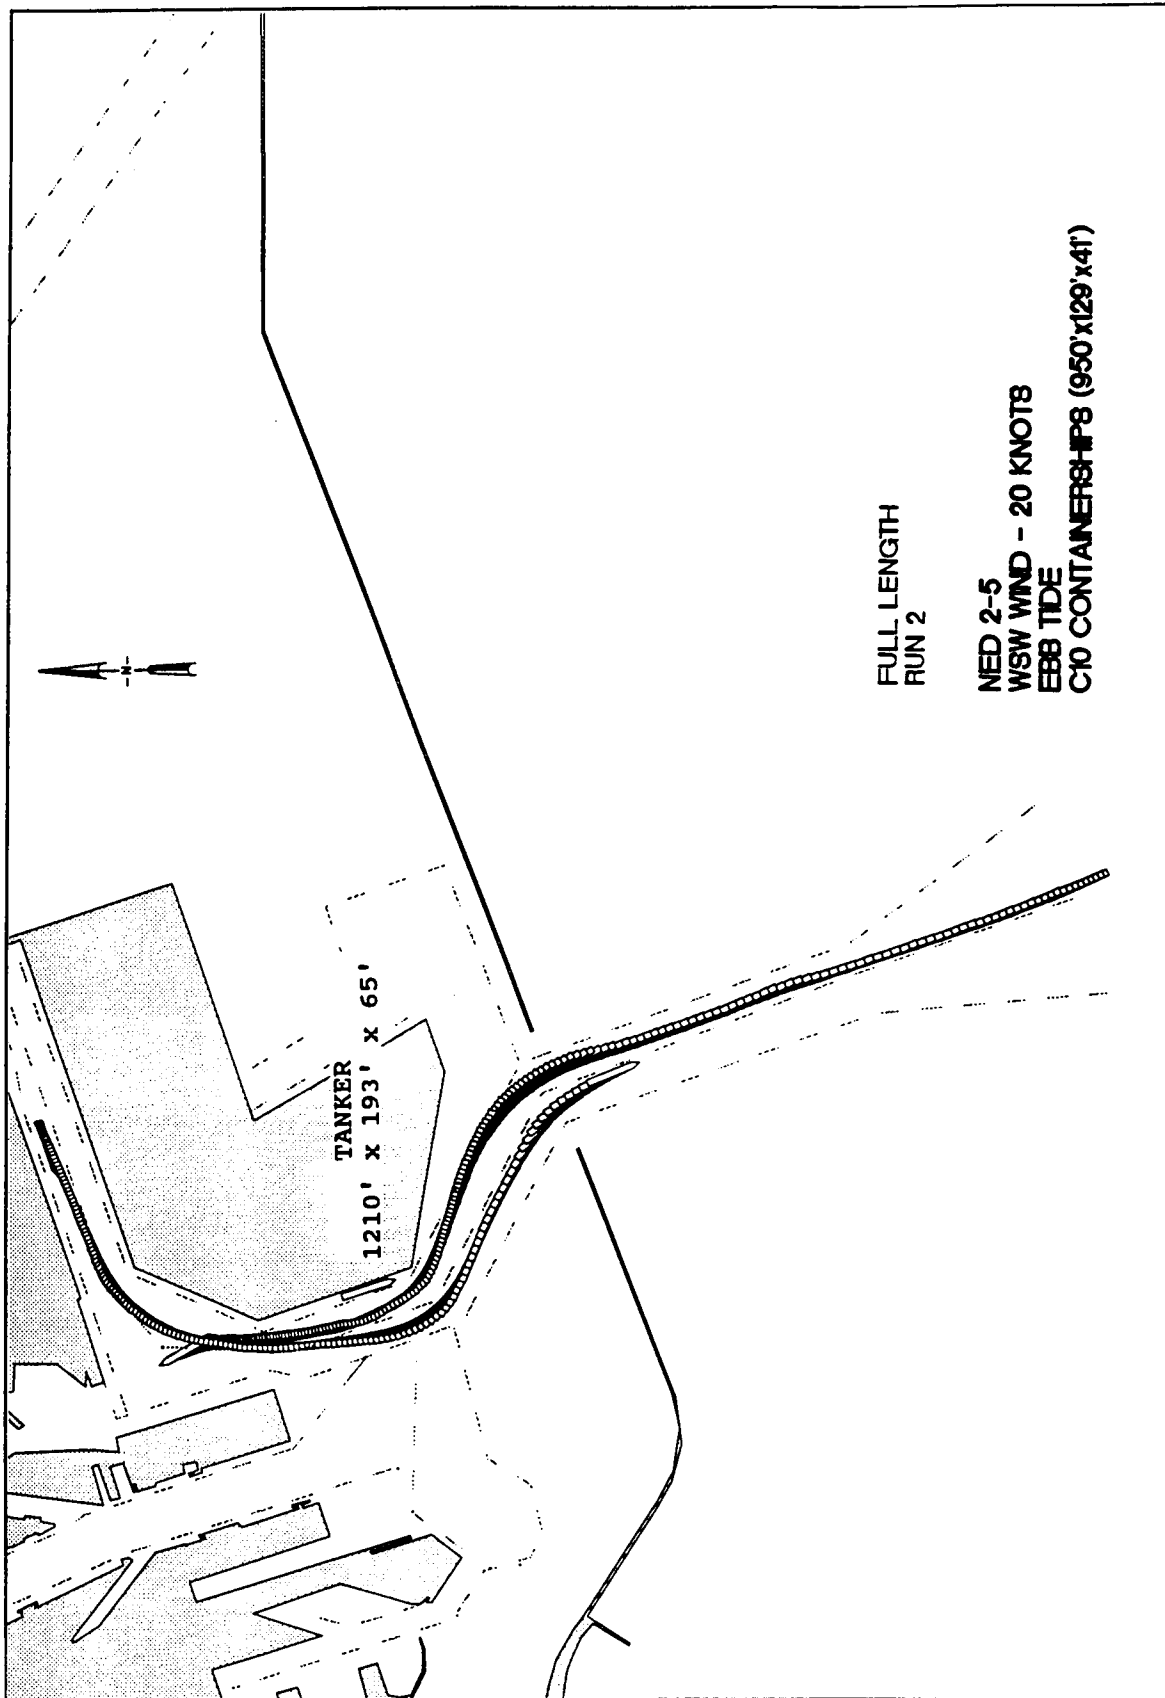 -N-
TANKER
1210' x 193' x 65'
FULL LENGTH
RUN 2
NED 2-5
WSW WIND - 20 KNOTS
EBB TIDE
C10 CONTAINERSHIPS (950'x129'x41')